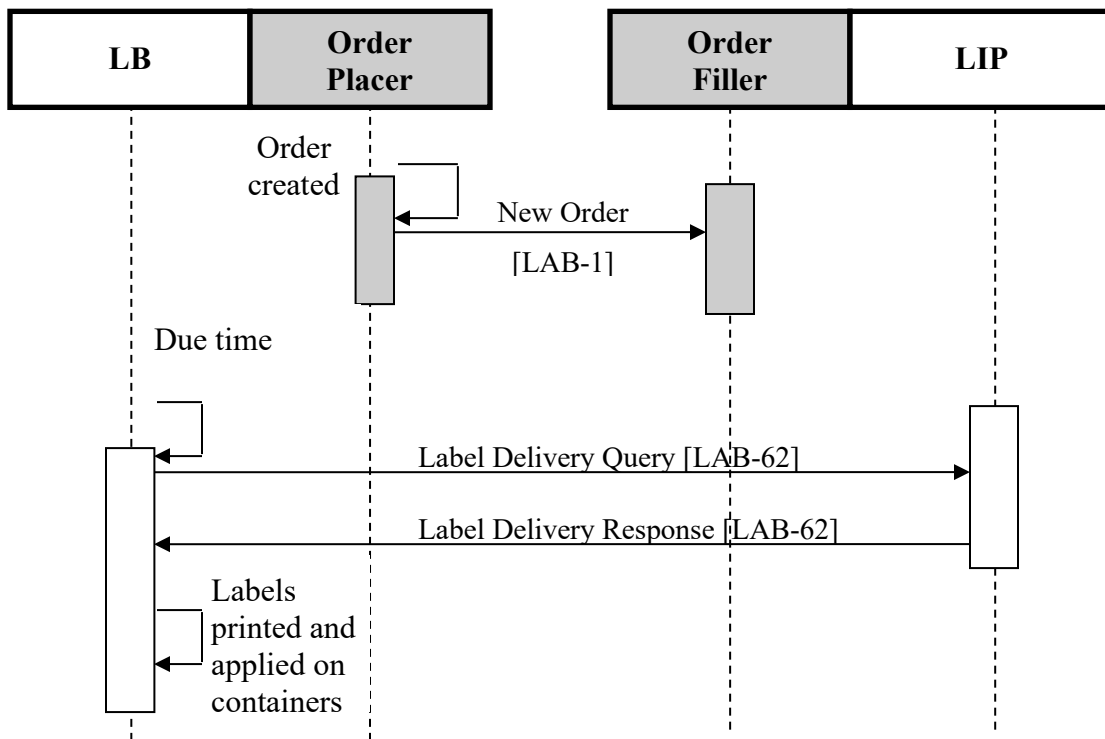 LB
Order
Placer
Order
Filler
LIP
Order
created
New Order
[LAB-1]
Due time
Label Delivery Query [LAB-62]
Label Delivery Response [LAB-62]
Labels
printed and
applied on
containers